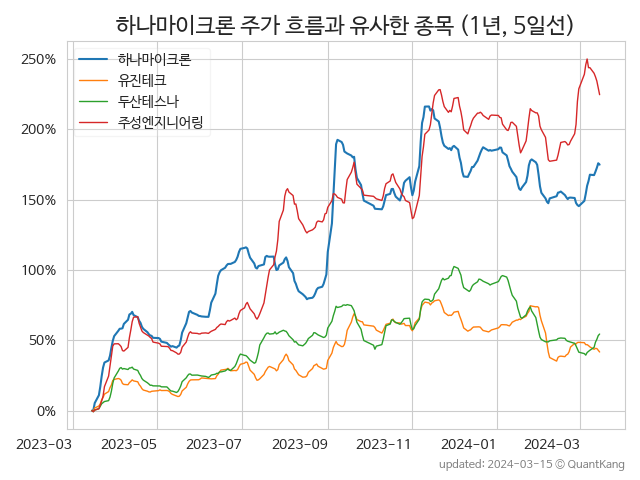 하나마이크론 주가 흐름과 유사한 종목 (1년, 5일선)
하나마이크론
유진테크
두산테스나
주성엔지니어링
250%
200%
150%
100%
50%
0%
2023-03
2023-05
2023-07
2023-09
2023-11
2024-01
2024-03
updated: 2024-03-15 © QuantKang